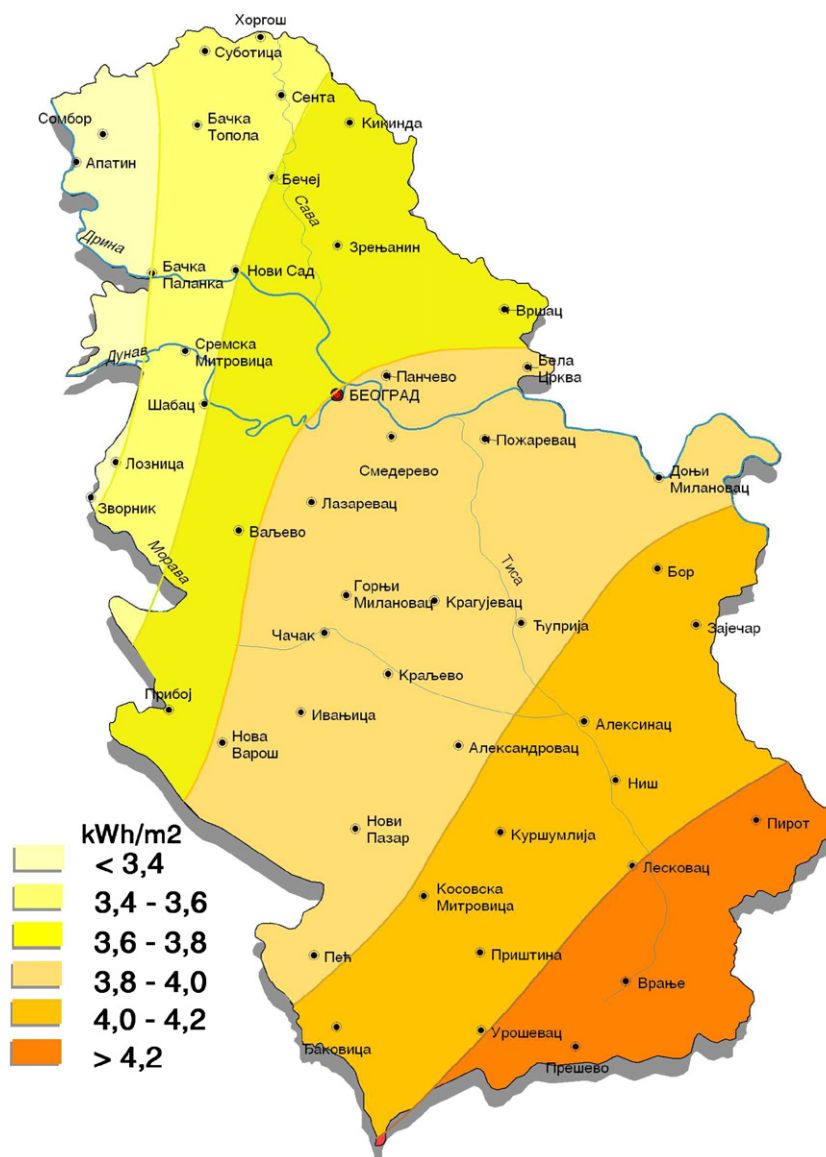 Хоргош
Суботица
Сента
Сомбор
Бачка
Топола
Кикинда
Апатин
Бечеј
Сава
Дрина
Зрењанин
Бачка
Паланка
Нови Сад
Вршац
Дунав
Сремска
Митровица
Бела
Црква
Панчево
БЕОГРАД
Шабац
Смедерево
Пожаревац
Лозница
Доњи
Милановац
Зворник
Лазаревац
Ваљево
Морава
Тиса
Бор
Горњи
Милановац
Крагујевац
Ћуприја
Зајечар
Чачак
Краљево
Прибој
Ивањица
Алексинац
Нова
Варош
Александровац
Ниш
Нови
Пазар
Куршумлија
Пирот
Лесковац
Косовска
Митровица
Пећ
Приштина
Врање
Ђаковица
Урошевац
Прешево
kWh/m2
< 3,4
3,4 - 3,6
3,6 - 3,8
3,8 - 4,0
4,0 - 4,2
> 4,2